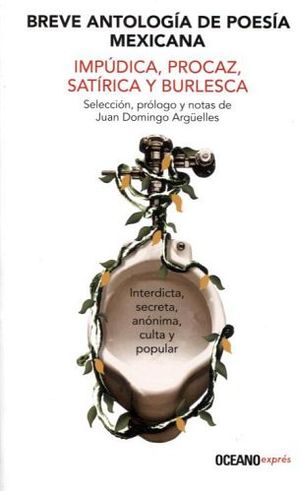 BREVE ANTOLOGÍA DE POESÍA
MEXICANA
IMPÚDICA, PROCAZ,
SATÍRICA Y BURLESCA
Selección, prólogo y notas de
Juan Domingo Argüelles
Interdicta,
secreta,
anónima,
culta y
popular
OCEANO exprés